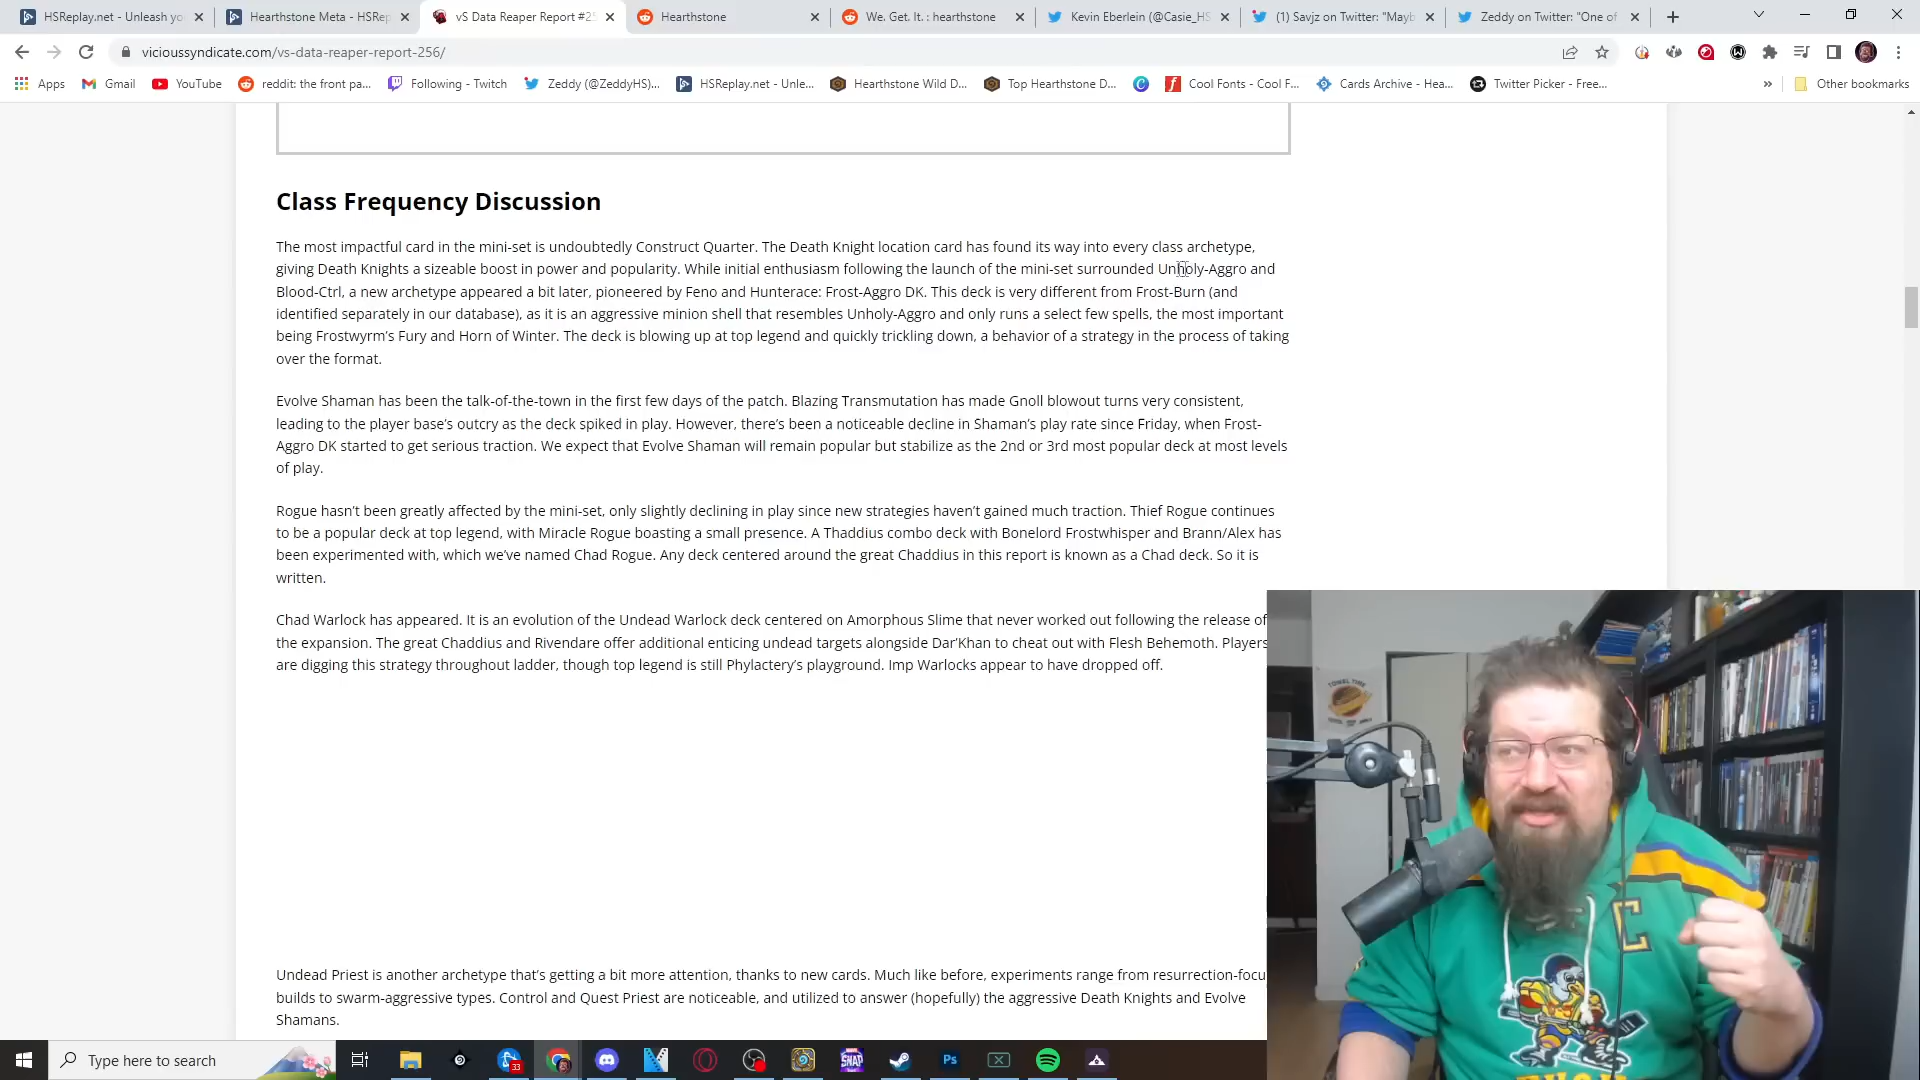 HSReplay.net - Unleash yo
Hearthstone Meta - HSRep
vS Data Reaper Report #25
Hearthstone
We. Get. It. : hearthstone
Kevin Eberlein (@Casie_HS
(1) Savjz on Twitter: "Mayb
Zeddy on Twitter: "One of
vicioussyndicate.com/vs-data-reaper-report-256/
Apps
Gmail
YouTube
reddit: the front pa...
Following - Twitch
Zeddy (@ZeddyHS)...
HSReplay.net - Unle...
Hearthstone Wild D...
Top Hearthstone D...
Cool Fonts - Cool F...
Cards Archive - Hea...
Twitter Picker - Free...
Other bookmarks
Class Frequency Discussion
The most impactful card in the mini-set is undoubtedly Construct Quarter. The Death Knight location card has found its way into every class archetype,
giving Death Knights a sizeable boost in power and popularity. While initial enthusiasm following the launch of the mini-set surrounded Unholy-Aggro and
Blood-Ctrl, a new archetype appeared a bit later, pioneered by Feno and Hunterace: Frost-Aggro DK. This deck is very different from Frost-Burn (and
identified separately in our database), as it is an aggressive minion shell that resembles Unholy-Aggro and only runs a select few spells, the most important
being Frostwyrm's Fury and Horn of Winter. The deck is blowing up at top legend and quickly trickling down, a behavior of a strategy in the process of taking
over the format.
Evolve Shaman has been the talk-of-the-town in the first few days of the patch. Blazing Transmutation has made Gnoll blowout turns very consistent,
leading to the player base's outcry as the deck spiked in play. However, there's been a noticeable decline in Shaman's play rate since Friday, when Frost-
Aggro DK started to get serious traction. We expect that Evolve Shaman will remain popular but stabilize as the 2nd or 3rd most popular deck at most levels
of play.
Rogue hasn't been greatly affected by the mini-set, only slightly declining in play since new strategies haven't gained much traction. Thief Rogue continues
to be a popular deck at top legend, with Miracle Rogue boasting a small presence. A Thaddius combo deck with Bonelord Frostwhisper and Brann/Alex has
been experimented with, which we've named Chad Rogue. Any deck centered around the great Chaddius in this report is known as a Chad deck. So it is
written.
Chad Warlock has appeared. It is an evolution of the Undead Warlock deck centered on Amorphous Slime that never worked out following the release of
the expansion. The great Chaddius and Rivendare offer additional enticing undead targets alongside Dar'Khan to cheat out with Flesh Behemoth. Players
are digging this strategy throughout ladder, though top legend is still Phylactery's playground. Imp Warlocks appear to have dropped off.
Undead Priest is another archetype that's getting a bit more attention, thanks to new cards. Much like before, experiments range from resurrection-focu
builds to swarm-aggressive types. Control and Quest Priest are noticeable, and utilized to answer (hopefully) the aggressive Death Knights and Evolve
Shamans.
C
Type here to search
33
SNAP
Ps